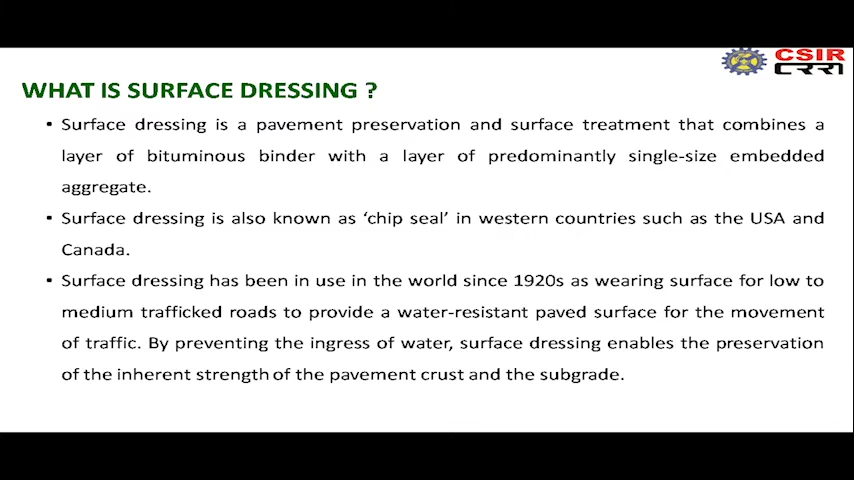 CSIR
CRRI
WHAT IS SURFACE DRESSING ?
• Surface dressing is a pavement preservation and surface treatment that combines a
layer of bituminous binder with a layer of predominantly single-size embedded
aggregate.
• Surface dressing is also known as ‘chip seal’ in western countries such as the USA and
Canada.
• Surface dressing has been in use in the world since 1920s as wearing surface for low to
medium trafficked roads to provide a water-resistant paved surface for the movement
of traffic. By preventing the ingress of water, surface dressing enables the preservation
of the inherent strength of the pavement crust and the subgrade.